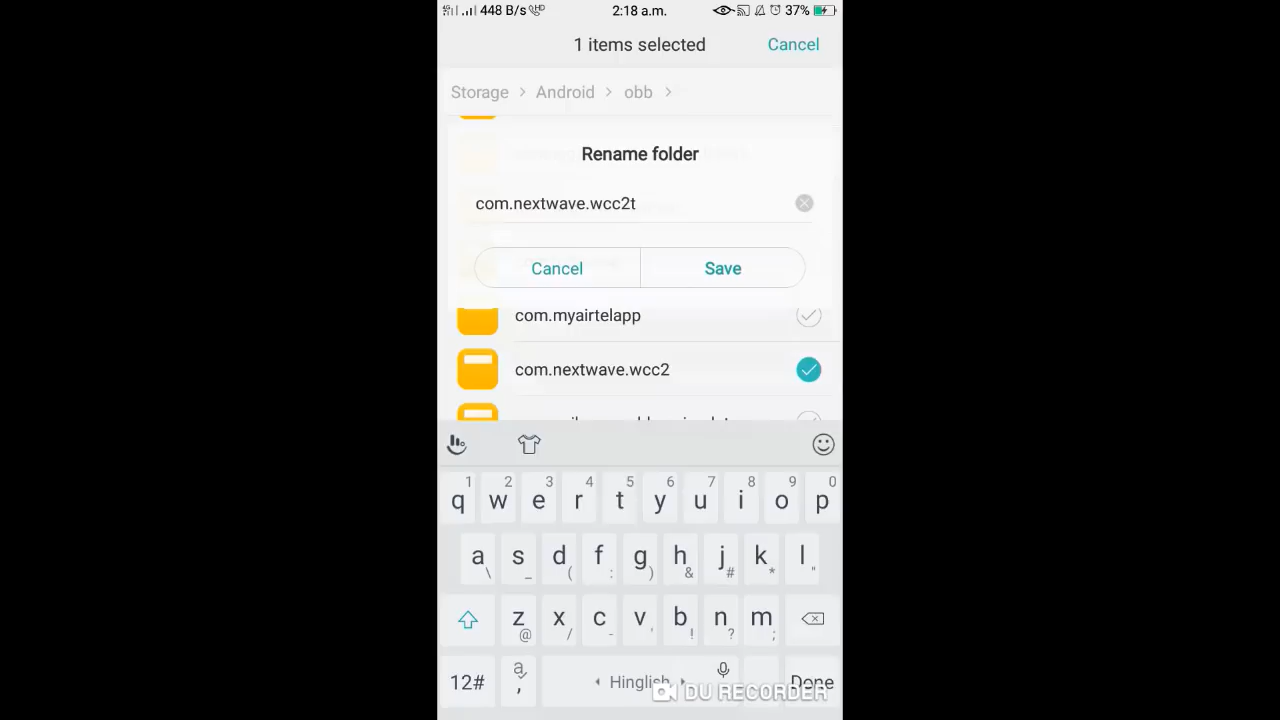 448 B/s HD 2:18 a.m. 37%
1 items selected Cancel
Storage > Android > obb >
Rename folder
com.nextwave.wcc2t
Cancel Save
com.myairtelapp
com.nextwave.wcc2
1 2 3 4 5 6 7 8 9 0
q w e r t y u i o p
a s d f g h j k l
\ _ ( : ) & # * "
z x c v b n m
@ / - ' ! ? ;
12# a , Hinglish Done
DU RECORDER